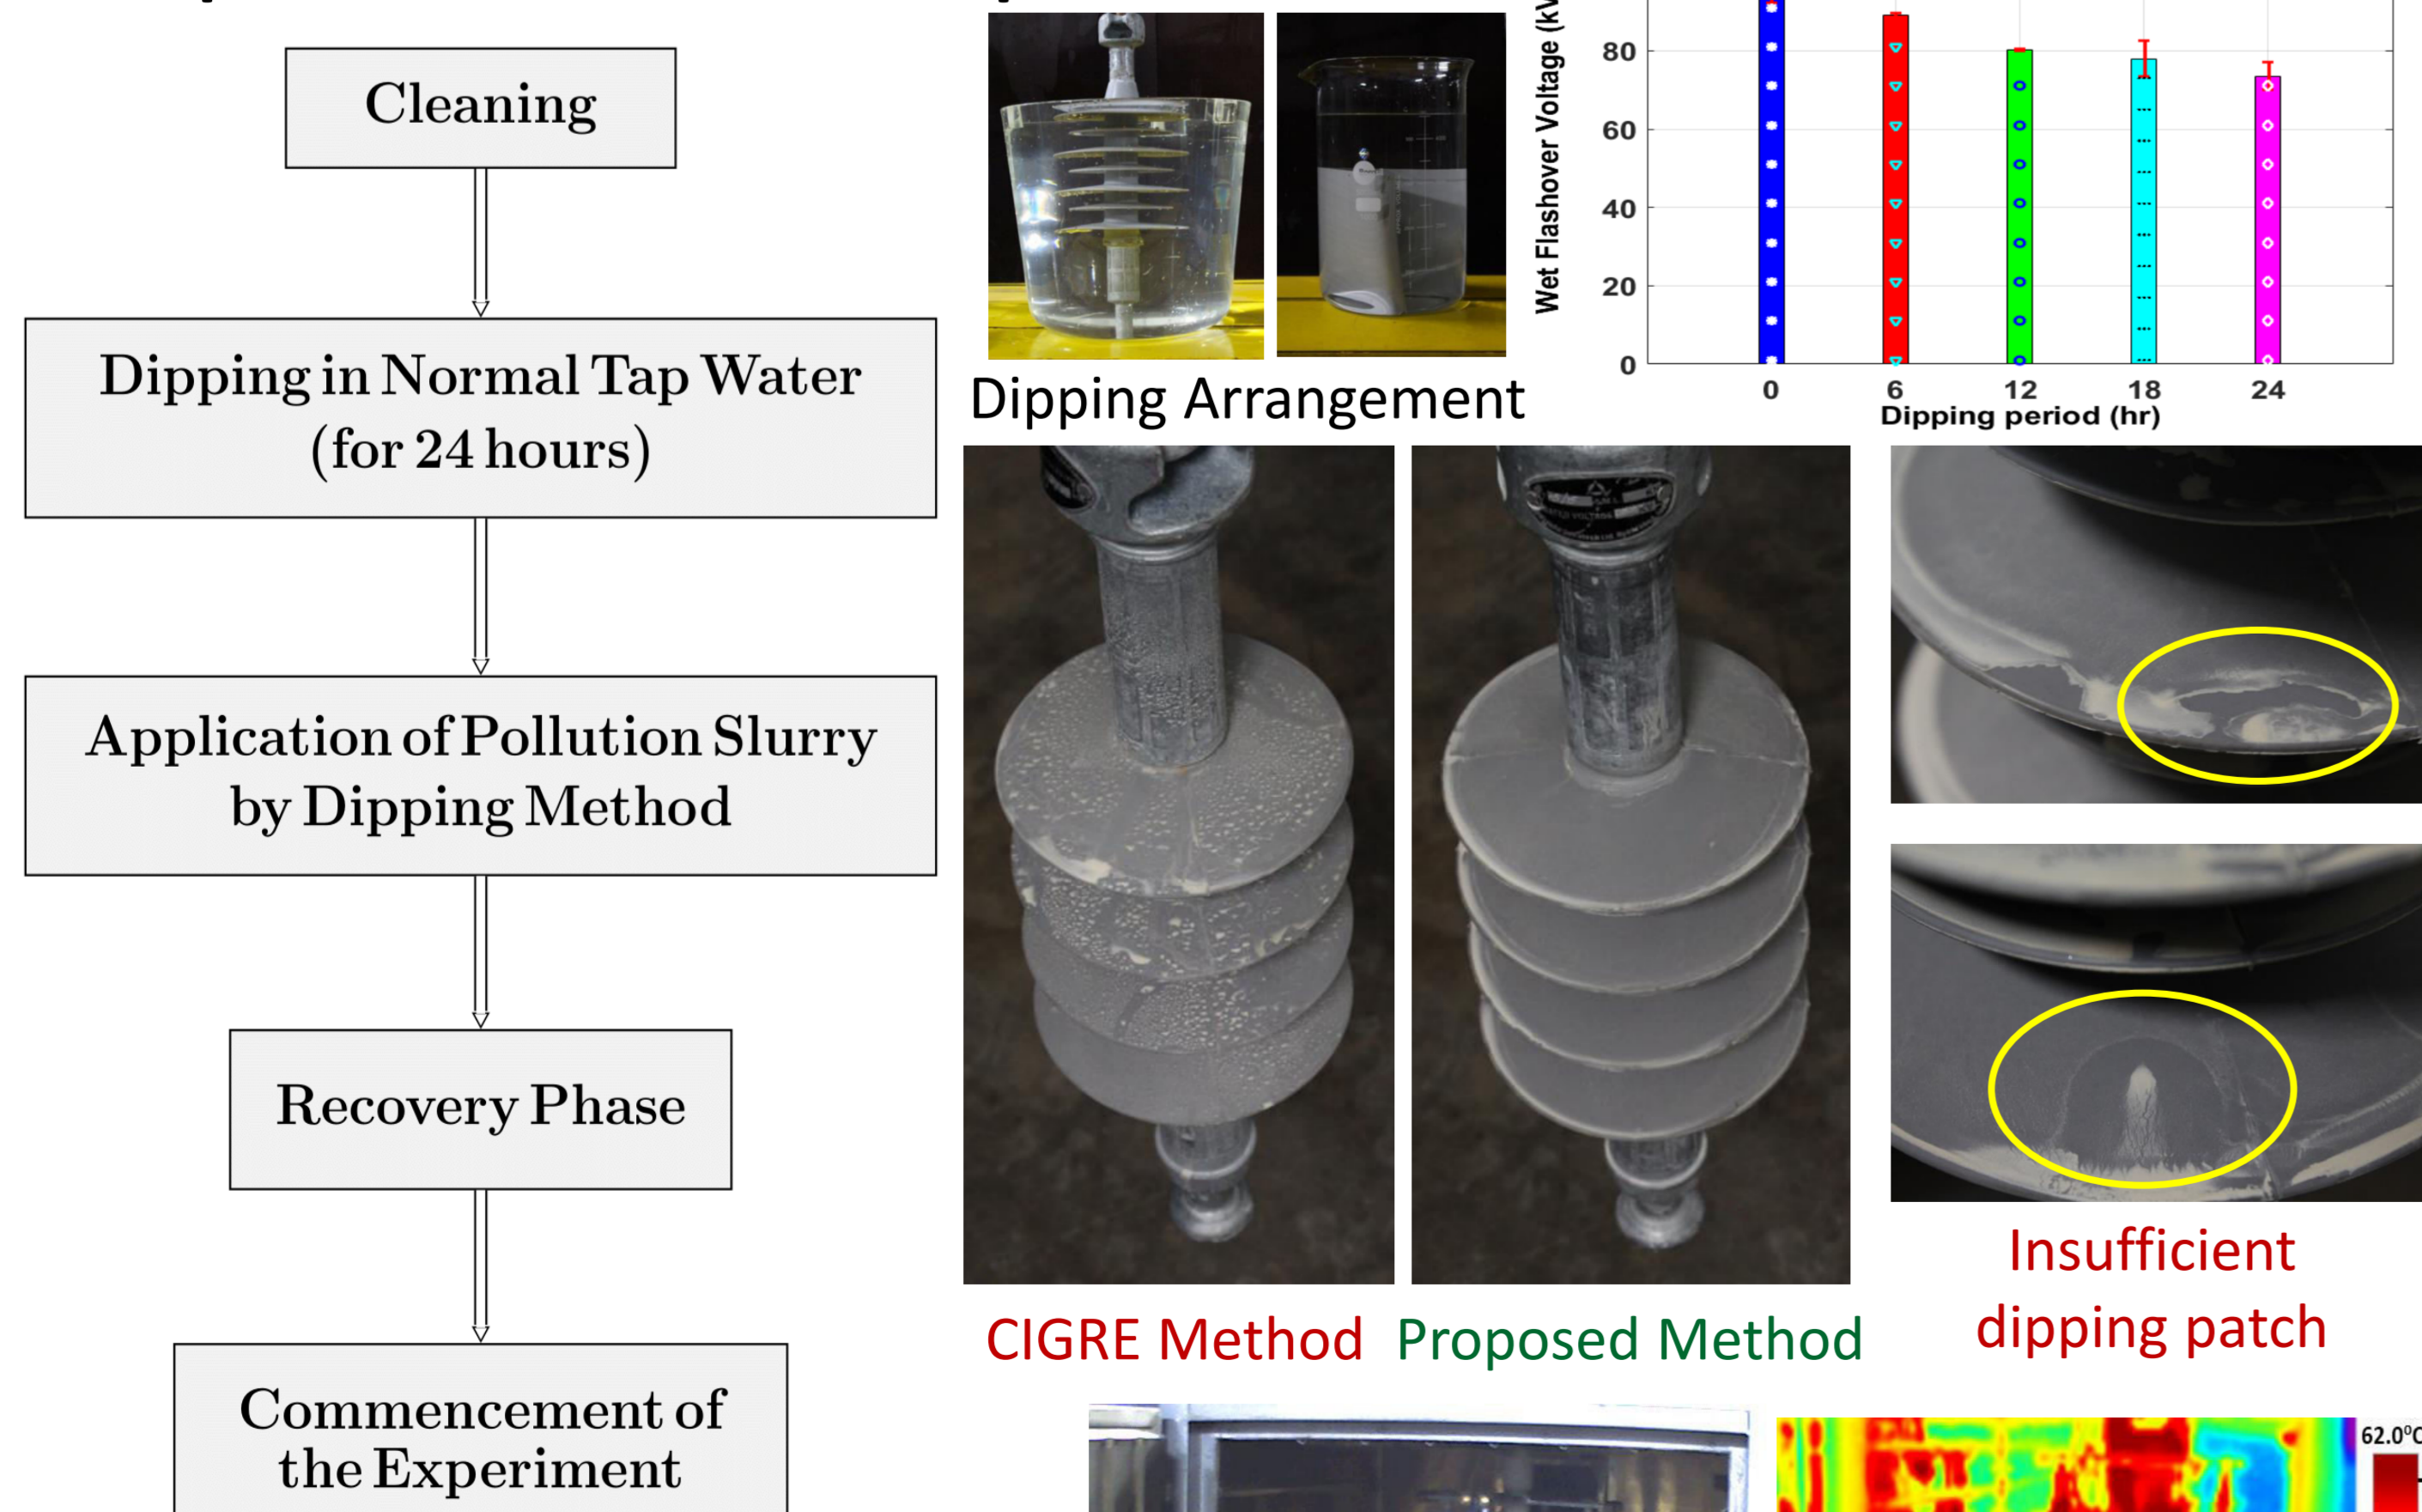 Cleaning
Dipping in Normal Tap Water
(for 24 hours)
Application of Pollution Slurry
by Dipping Method
Recovery Phase
Commencement of
the Experiment
Dipping Arrangement
Wet Flashover Voltage (kV
80
60
40
20
0
0 6 12 18 24
Dipping period (hr)
CIGRE Method
Proposed Method
Insufficient
dipping patch
62.0⁰C